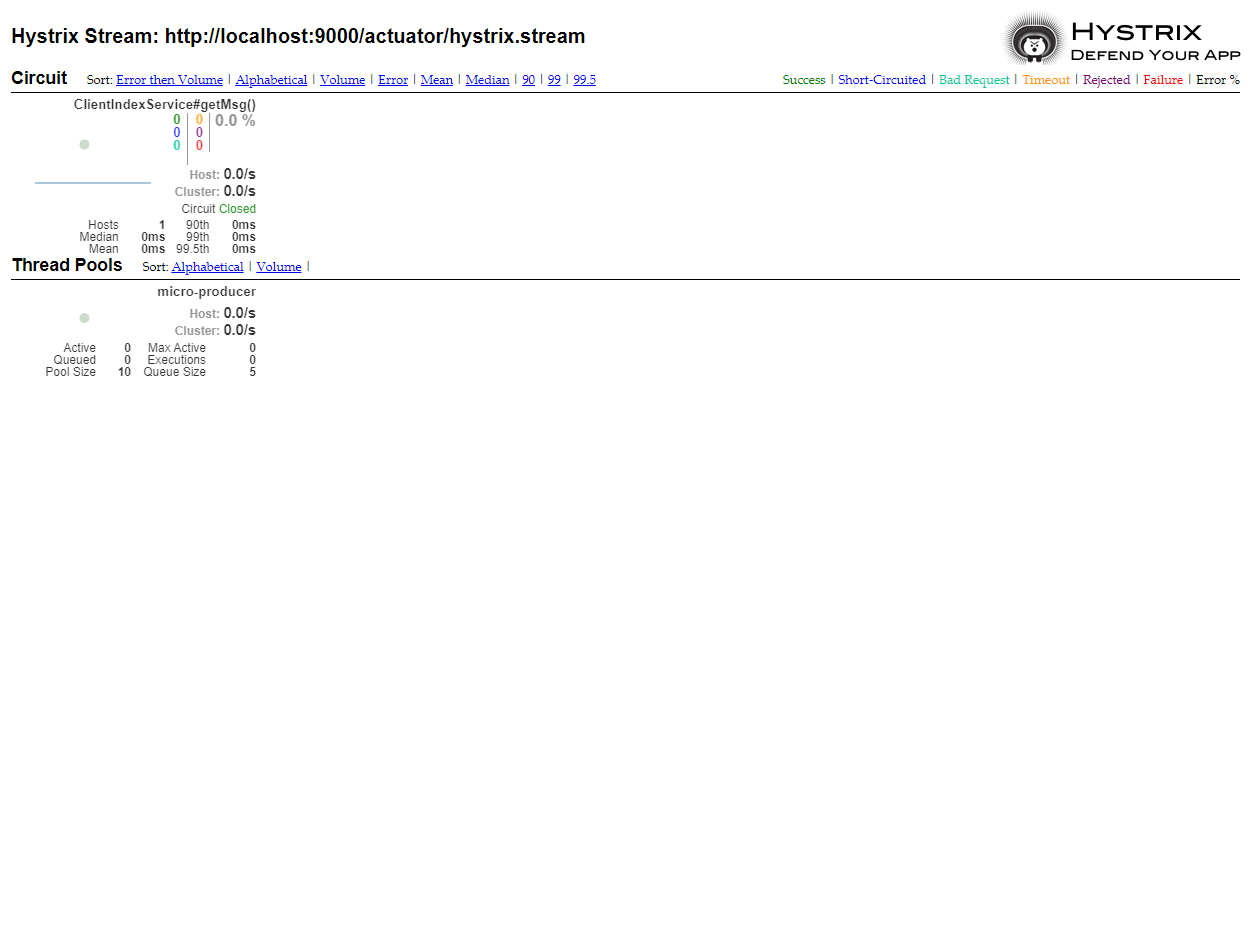 Hystrix Stream: http://localhost:9000/actuator/hystrix.stream
HYSTRIX
DEFEND YOUR APP
Circuit Sort: Error then Volume | Alphabetical | Volume | Error | Mean | Median | 90 | 99 | 99.5
Success | Short-Circuited | Bad Request | Timeout | Rejected | Failure | Error %
ClientIndexService#getMsg()
0 0 0.0 %
0 0
0 0
Host: 0.0/s
Cluster: 0.0/s
Circuit Closed
Hosts 1 90th 0ms
Median 0ms 99th 0ms
Mean 0ms 99.5th 0ms
Thread Pools Sort: Alphabetical | Volume |
micro-producer
Host: 0.0/s
Cluster: 0.0/s
Active 0 Max Active 0
Queued 0 Executions 0
Pool Size 10 Queue Size 5